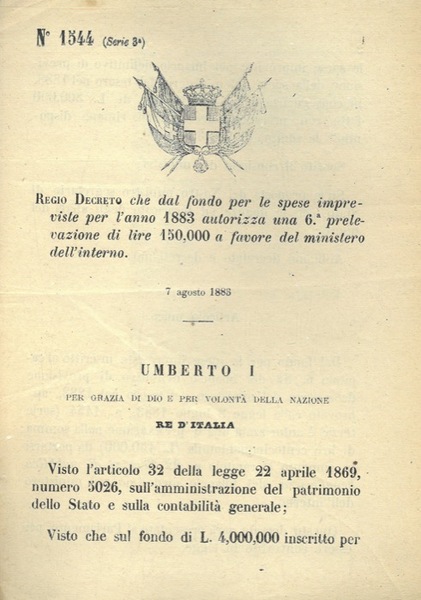 N° 1544 (Serie 3ª)
REGIO DECRETO che dal fondo per le spese impre-
viste per l'anno 1883 autorizza una 6.ª prele-
vazione di lire 150,000 a favore del ministero
dell'interno.
7 agosto 1883
UMBERTO I
PER GRAZIA DI DIO E PER VOLONTÀ DELLA NAZIONE
RE D'ITALIA
Visto l'articolo 32 della legge 22 aprile 1869,
numero 5026, sull'amministrazione del patrimonio
dello Stato e sulla contabilità generale;
Visto che sul fondo di L. 4,000,000 inscritto per